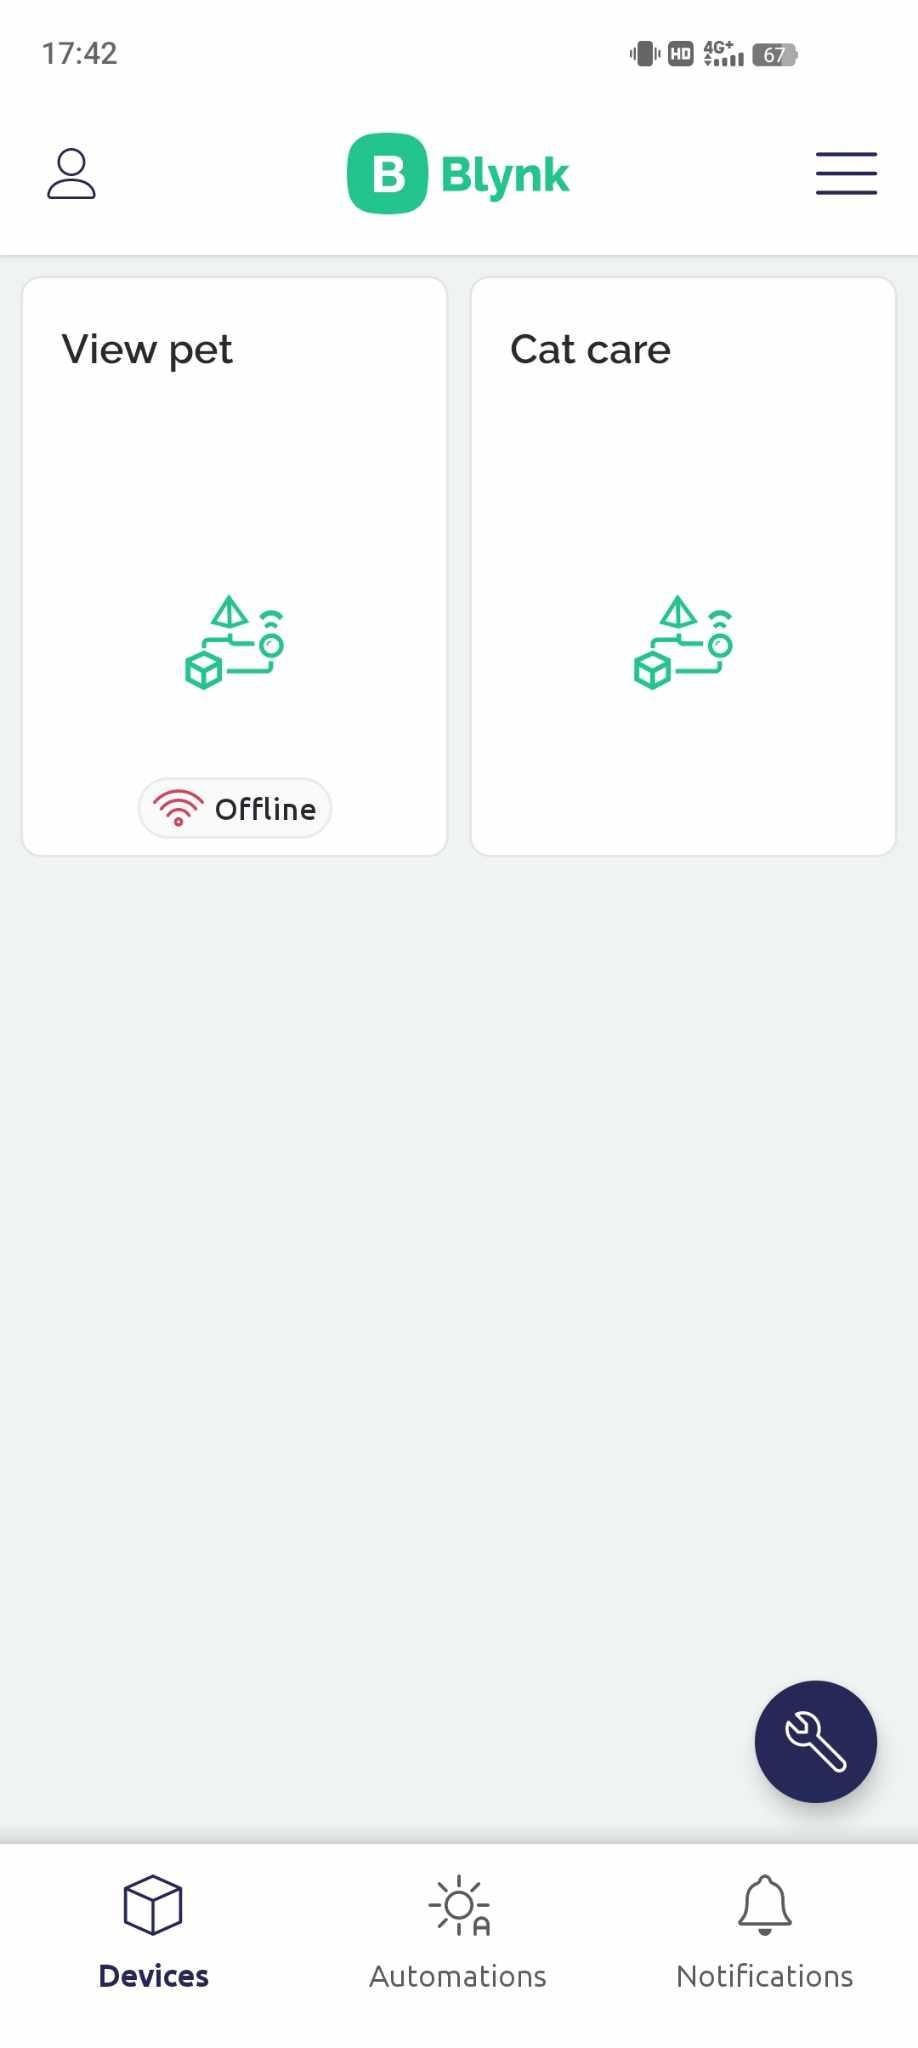 17:42
HD 4G+ 67
B Blynk
View pet
Cat care
Offline
A
Devices
Automations
Notifications